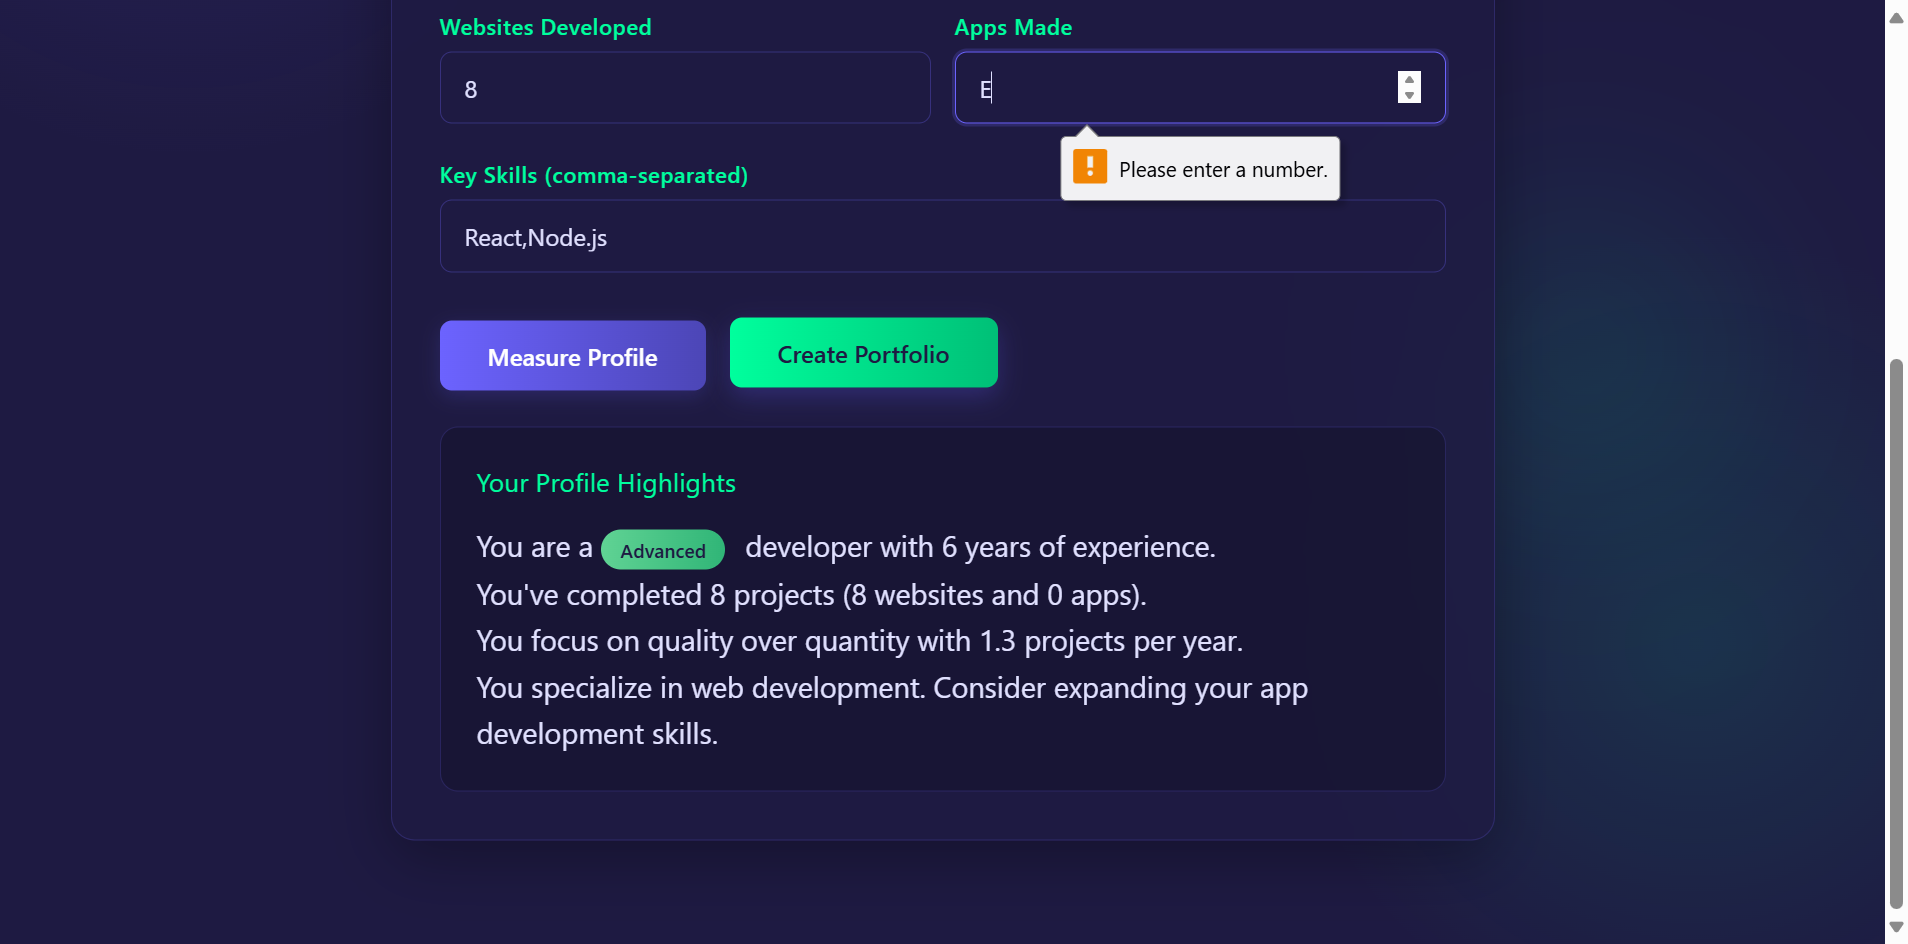 Websites Developed
Apps Made
8
E
Please enter a number.
Key Skills (comma-separated)
React,Node.js
Measure Profile
Create Portfolio
Your Profile Highlights
You are a Advanced developer with 6 years of experience.
You've completed 8 projects (8 websites and 0 apps).
You focus on quality over quantity with 1.3 projects per year.
You specialize in web development. Consider expanding your app
development skills.